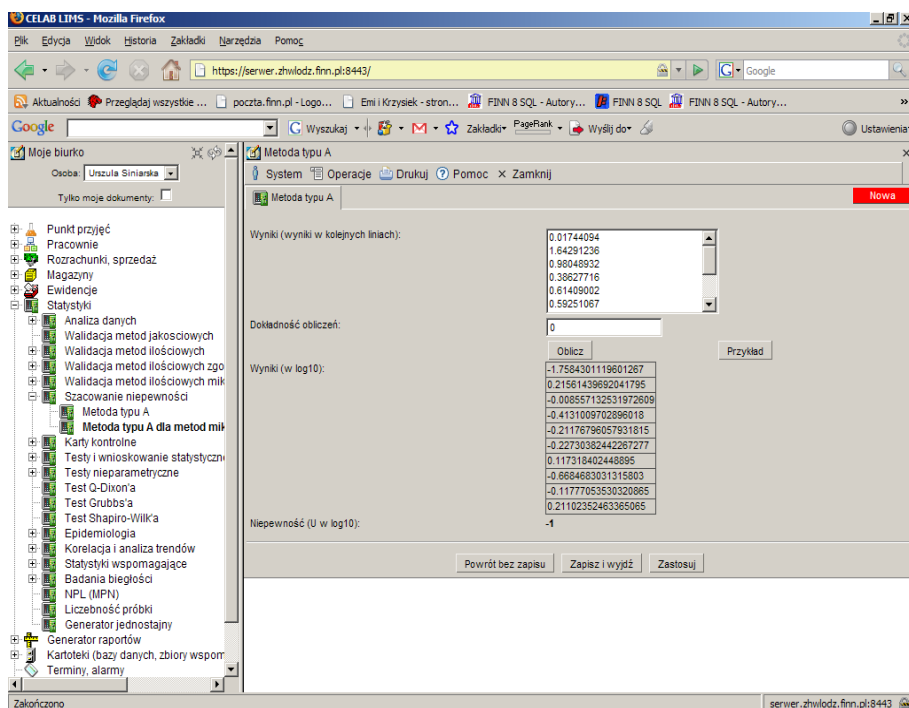 CELAB LIMS - Mozilla Firefox
Plik Edycja Widok Historia Zakładki Narzędzia Pomoc
https://serwer.zhwlodz.finn.pl:8443/ Google
Aktualności Przeglądaj wszystkie ... poczta.finn.pl - Logo... Emi i Krzysiek - stron... FINN 8 SQL - Autory... FINN 8 SQL FINN 8 SQL - Autory... »
Google Wyszukaj Zakładki PageRank Wyślij do Ustawienia
Moje biurko
Osoba: Urszula Siniarska
Tylko moje dokumenty:
Punkt przyjęć
Pracownie
Rozrachunki, sprzedaż
Magazyny
Ewidencje
Statystyki
Analiza danych
Walidacja metod jakosciowych
Walidacja metod ilościowych
Walidacja metod ilościowych zgo
Walidacja metod ilościowych mik
Szacowanie niepewności
Metoda typu A
Metoda typu A dla metod mik
Karty kontrolne
Testy i wnioskowanie statystyczn
Testy nieparametryczne
Test Q-Dixon'a
Test Grubbs'a
Test Shapiro-Wilk'a
Epidemiologia
Korelacja i analiza trendów
Statystyki wspomagające
Badania biegłości
NPL (MPN)
Liczebność próbki
Generator jednostajny
Generator raportów
Kartoteki (bazy danych, zbiory wspom
Terminy, alarmy
Metoda typu A
System Operacje Drukuj Pomoc Zamknij
Metoda typu A Nowa
Wyniki (wyniki w kolejnych liniach):
0.01744094
1.64291236
0.98048932
0.38627716
0.61409002
0.59251067
Dokładność obliczeń: 0
Oblicz Przykład
Wyniki (w log10):
-1.7584301119601267
0.21561439692041795
-0.008557132531972609
-0.4131009702896018
-0.21176796057931815
-0.22730382442267277
0.117318402448895
-0.6684683031315803
-0.11777053530320865
0.21102352463365065
Niepewność (U w log10): -1
Powrót bez zapisu Zapisz i wyjdź Zastosuj
Zakończono serwer.zhwlodz.finn.pl:8443